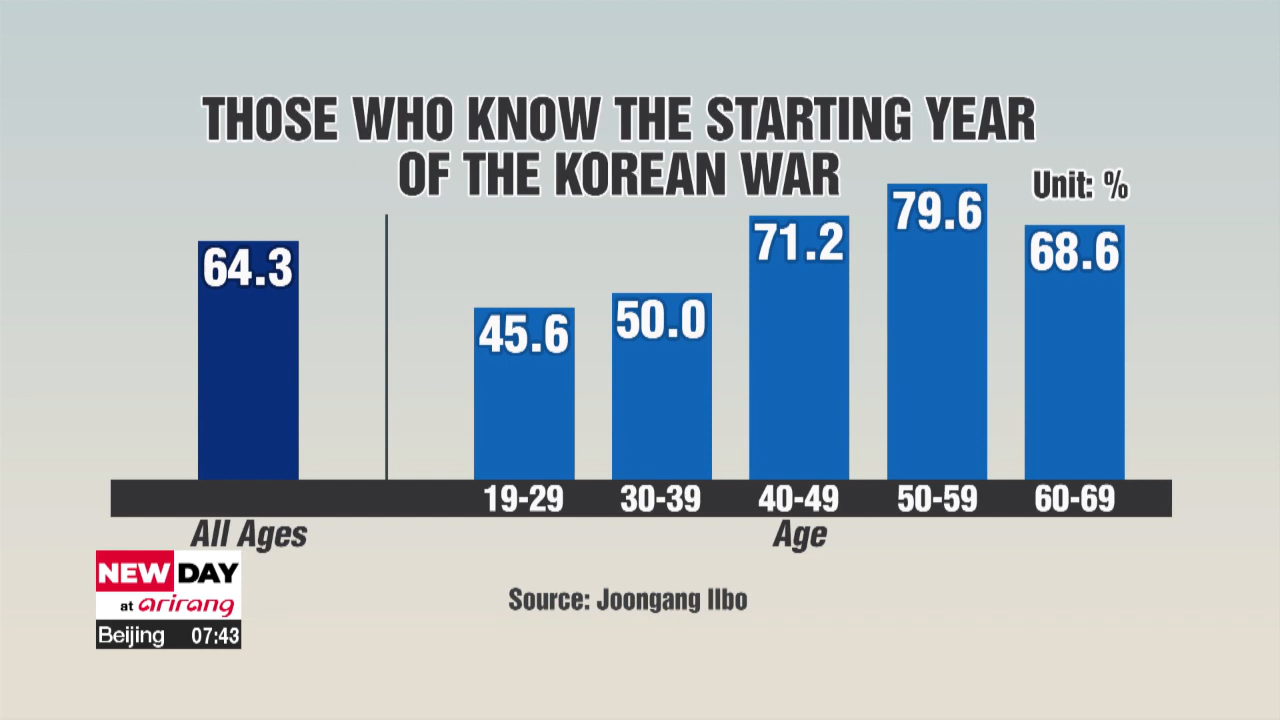 THOSE WHO KNOW THE STARTING YEAR
OF THE KOREAN WAR
Unit: %
64.3
45.6
50.0
71.2
79.6
68.6
19-29
30-39
40-49
50-59
60-69
All Ages
Age
NEW DAY
at arirang
Beijing 07:43
Source: Joongang Ilbo